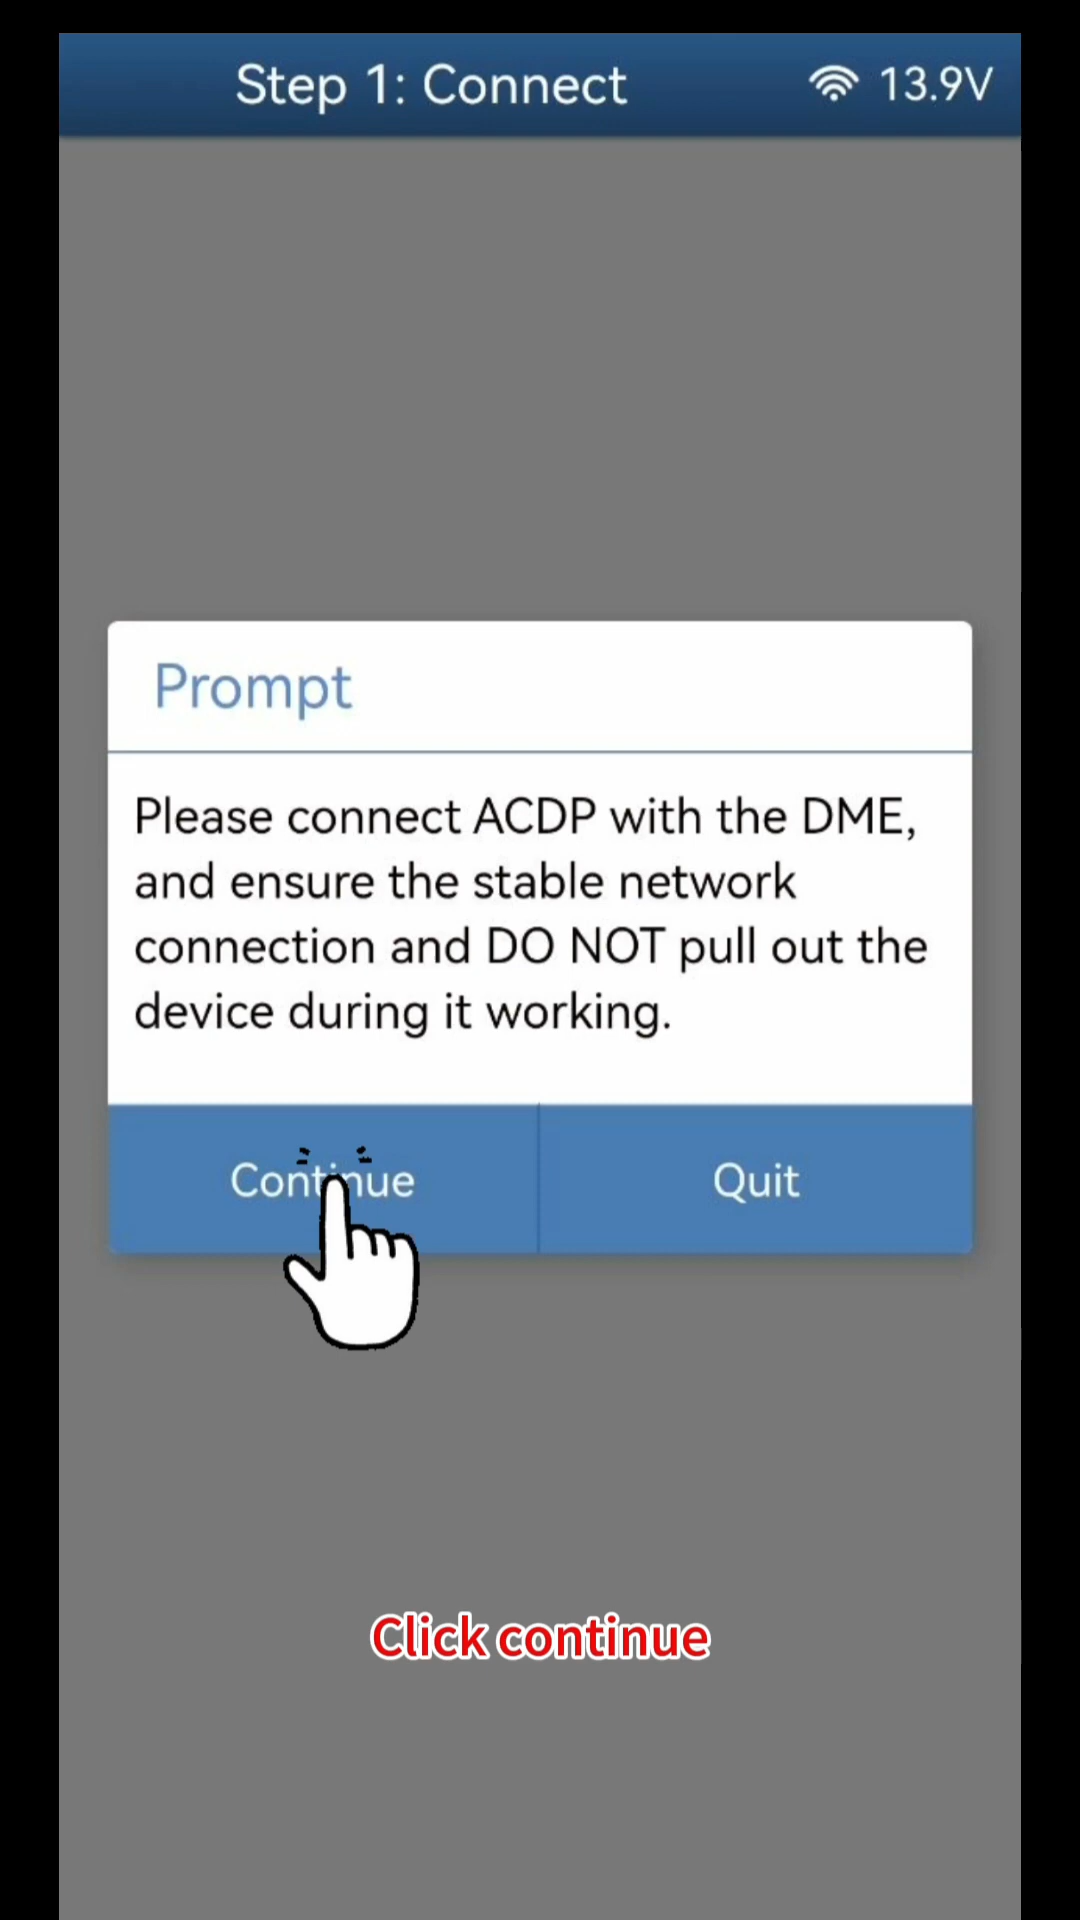 Step 1: Connect 13.9V
Prompt
Please connect ACDP with the DME,
and ensure the stable network
connection and DO NOT pull out the
device during it working.
Continue Quit
Click continue